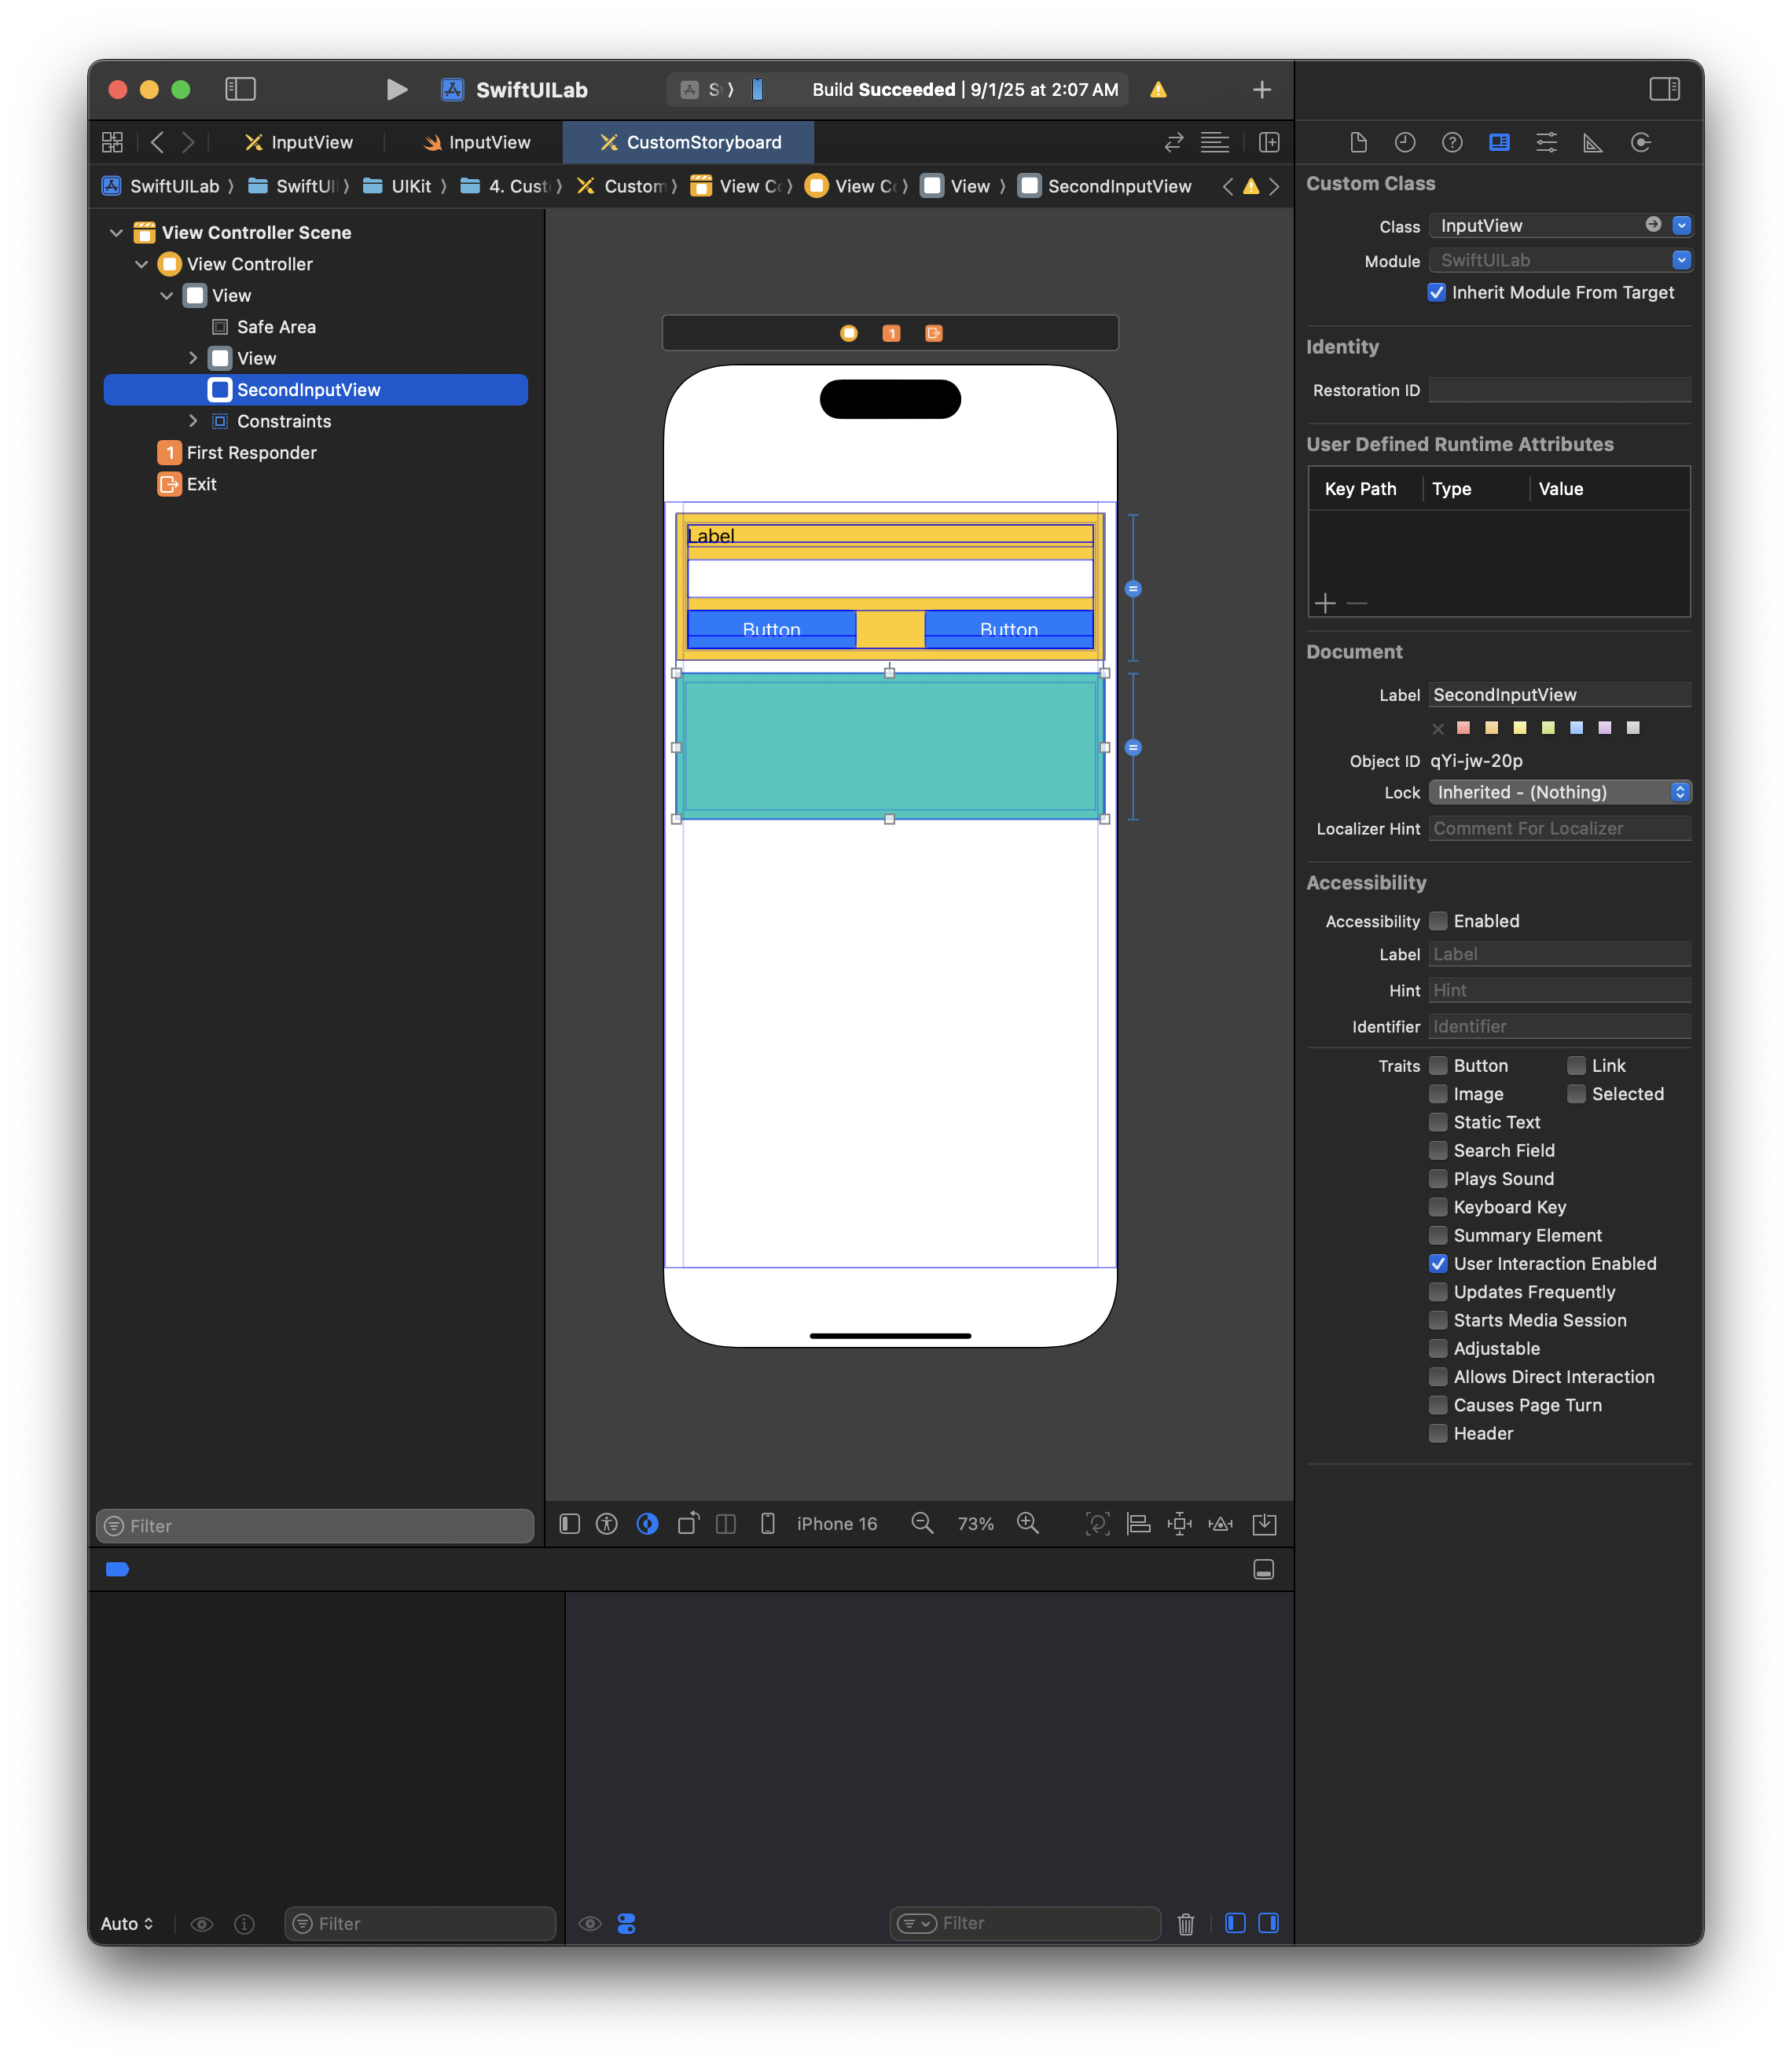 SwiftUILab
S
Build Succeeded | 9/1/25 at 2:07 AM
InputView
InputView
CustomStoryboard
SwiftUILab
SwiftUI
UIKit
4. Cust
Custom
View Co
View Co
View
SecondInputView
View Controller Scene
View Controller
View
Safe Area
View
SecondInputView
Constraints
1 First Responder
Exit
Filter
1
Label
Button
Button
iPhone 16
73%
Custom Class
Class InputView
Module SwiftUILab
Inherit Module From Target
Identity
Restoration ID
User Defined Runtime Attributes
Key Path Type Value
Document
Label SecondInputView
Object ID qYi-jw-20p
Lock Inherited - (Nothing)
Localizer Hint Comment For Localizer
Accessibility
Accessibility Enabled
Label Label
Hint Hint
Identifier Identifier
Traits Button Link
Image Selected
Static Text
Search Field
Plays Sound
Keyboard Key
Summary Element
User Interaction Enabled
Updates Frequently
Starts Media Session
Adjustable
Allows Direct Interaction
Causes Page Turn
Header
Auto
Filter
Filter